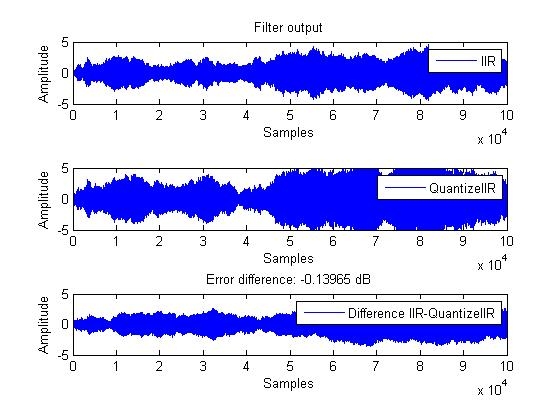 Filter output
5
0
-5
Amplitude
IIR
0 1 2 3 4 5 6 7 8 9 10
Samples
x 10^4
5
0
-5
Amplitude
QuantizeIIR
0 1 2 3 4 5 6 7 8 9 10
Samples
x 10^4
Error difference: -0.13965 dB
5
0
-5
Amplitude
Difference IIR-QuantizeIIR
0 1 2 3 4 5 6 7 8 9 10
Samples
x 10^4